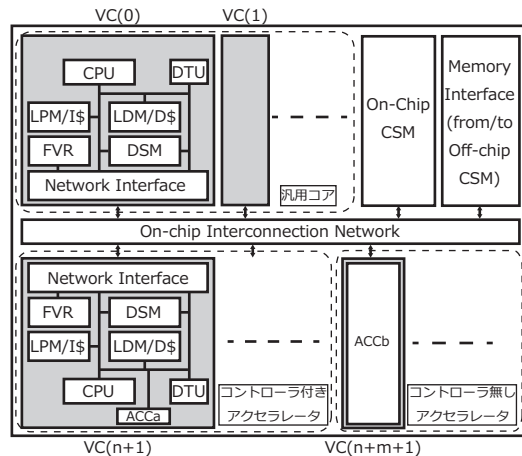 VC(0)
VC(1)
CPU
DTU
LPM/I$
LDM/D$
FVR
DSM
Network Interface
汎用コア
On-Chip
CSM
Memory
Interface
(from/to
Off-chip
CSM)
On-chip Interconnection Network
Network Interface
FVR
DSM
LPM/I$
LDM/D$
CPU
DTU
ACCa
コントローラ付き
アクセラレータ
ACCb
コントローラ無し
アクセラレータ
VC(n+1)
VC(n+m+1)